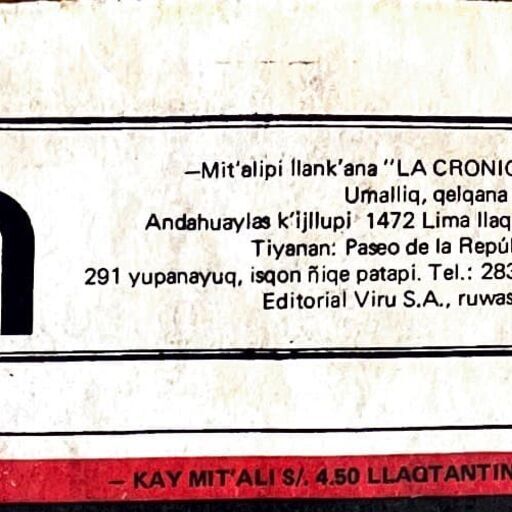 —Mit'alipi llank'ana "LA CRONIC
Umalliq, qelqana
Andahuaylas k'ijllupi 1472 Lima llaq
Tiyanan: Paseo de la Repúl
291 yupanayuq, isqon ñiqe patapi. Tel.: 283
Editorial Viru S.A., ruwas
— KAY MIT'ALI S/. 4.50 LLAQTANTIN